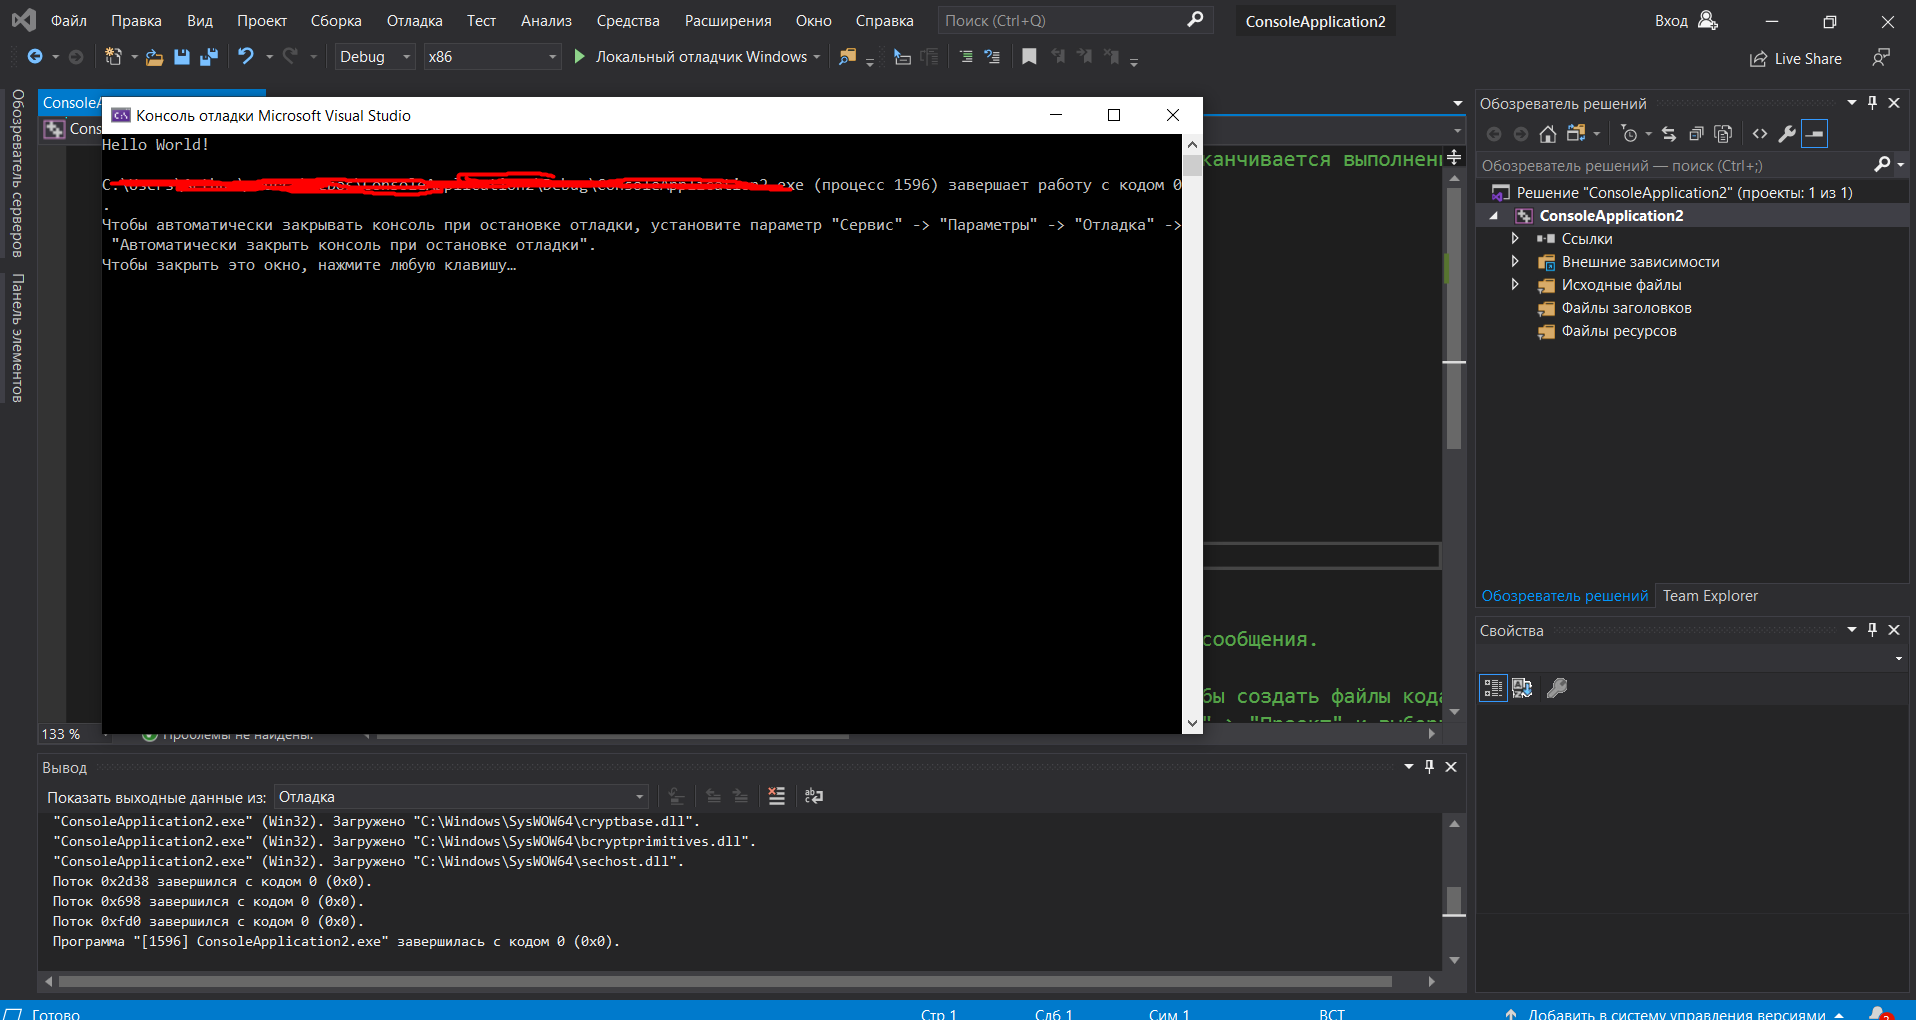 Файл Правка Вид Проект Сборка Отладка Тест Анализ Средства Расширения Окно Справка Поиск (Ctrl+Q) ConsoleApplication2 Вход
Debug x86 Локальный отладчик Windows Live Share
Обозреватель серверов
Панель элементов
ConsoleA
Cons
Консоль отладки Microsoft Visual Studio
Hello World!
(процесс 1596) завершает работу с кодом 0
.
Чтобы автоматически закрывать консоль при остановке отладки, установите параметр "Сервис" -> "Параметры" -> "Отладка" ->
"Автоматически закрыть консоль при остановке отладки".
Чтобы закрыть это окно, нажмите любую клавишу…
канчивается выполнени
сообщения.
бы создать файлы кода
133 % Проблемы не найдены.
Вывод
Показать выходные данные из: Отладка
"ConsoleApplication2.exe" (Win32). Загружено "C:\Windows\SysWOW64\cryptbase.dll".
"ConsoleApplication2.exe" (Win32). Загружено "C:\Windows\SysWOW64\bcryptprimitives.dll".
"ConsoleApplication2.exe" (Win32). Загружено "C:\Windows\SysWOW64\sechost.dll".
Поток 0x2d38 завершился с кодом 0 (0x0).
Поток 0x698 завершился с кодом 0 (0x0).
Поток 0xfd0 завершился с кодом 0 (0x0).
Программа "[1596] ConsoleApplication2.exe" завершилась с кодом 0 (0x0).
Обозреватель решений
Обозреватель решений — поиск (Ctrl+;)
Решение "ConsoleApplication2" (проекты: 1 из 1)
ConsoleApplication2
Ссылки
Внешние зависимости
Исходные файлы
Файлы заголовков
Файлы ресурсов
Обозреватель решений Team Explorer
Свойства
Готово Стр 1 Слб 1 Сим 1 ВСТ Добавить в систему управления версиями